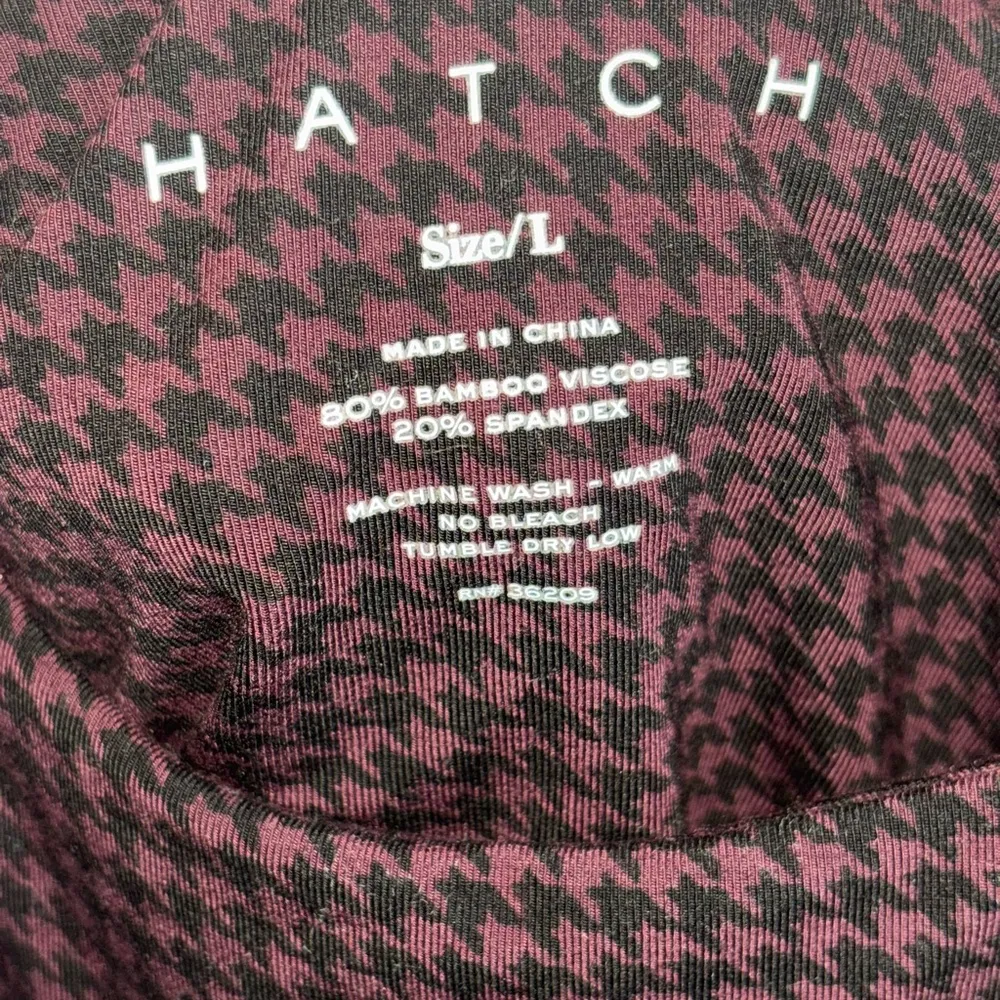 HATCH
Size/L
MADE IN CHINA
80% BAMBOO VISCOSE
20% SPANDEX
MACHINE WASH - WARM
NO BLEACH
TUMBLE DRY LOW
RN# 36209